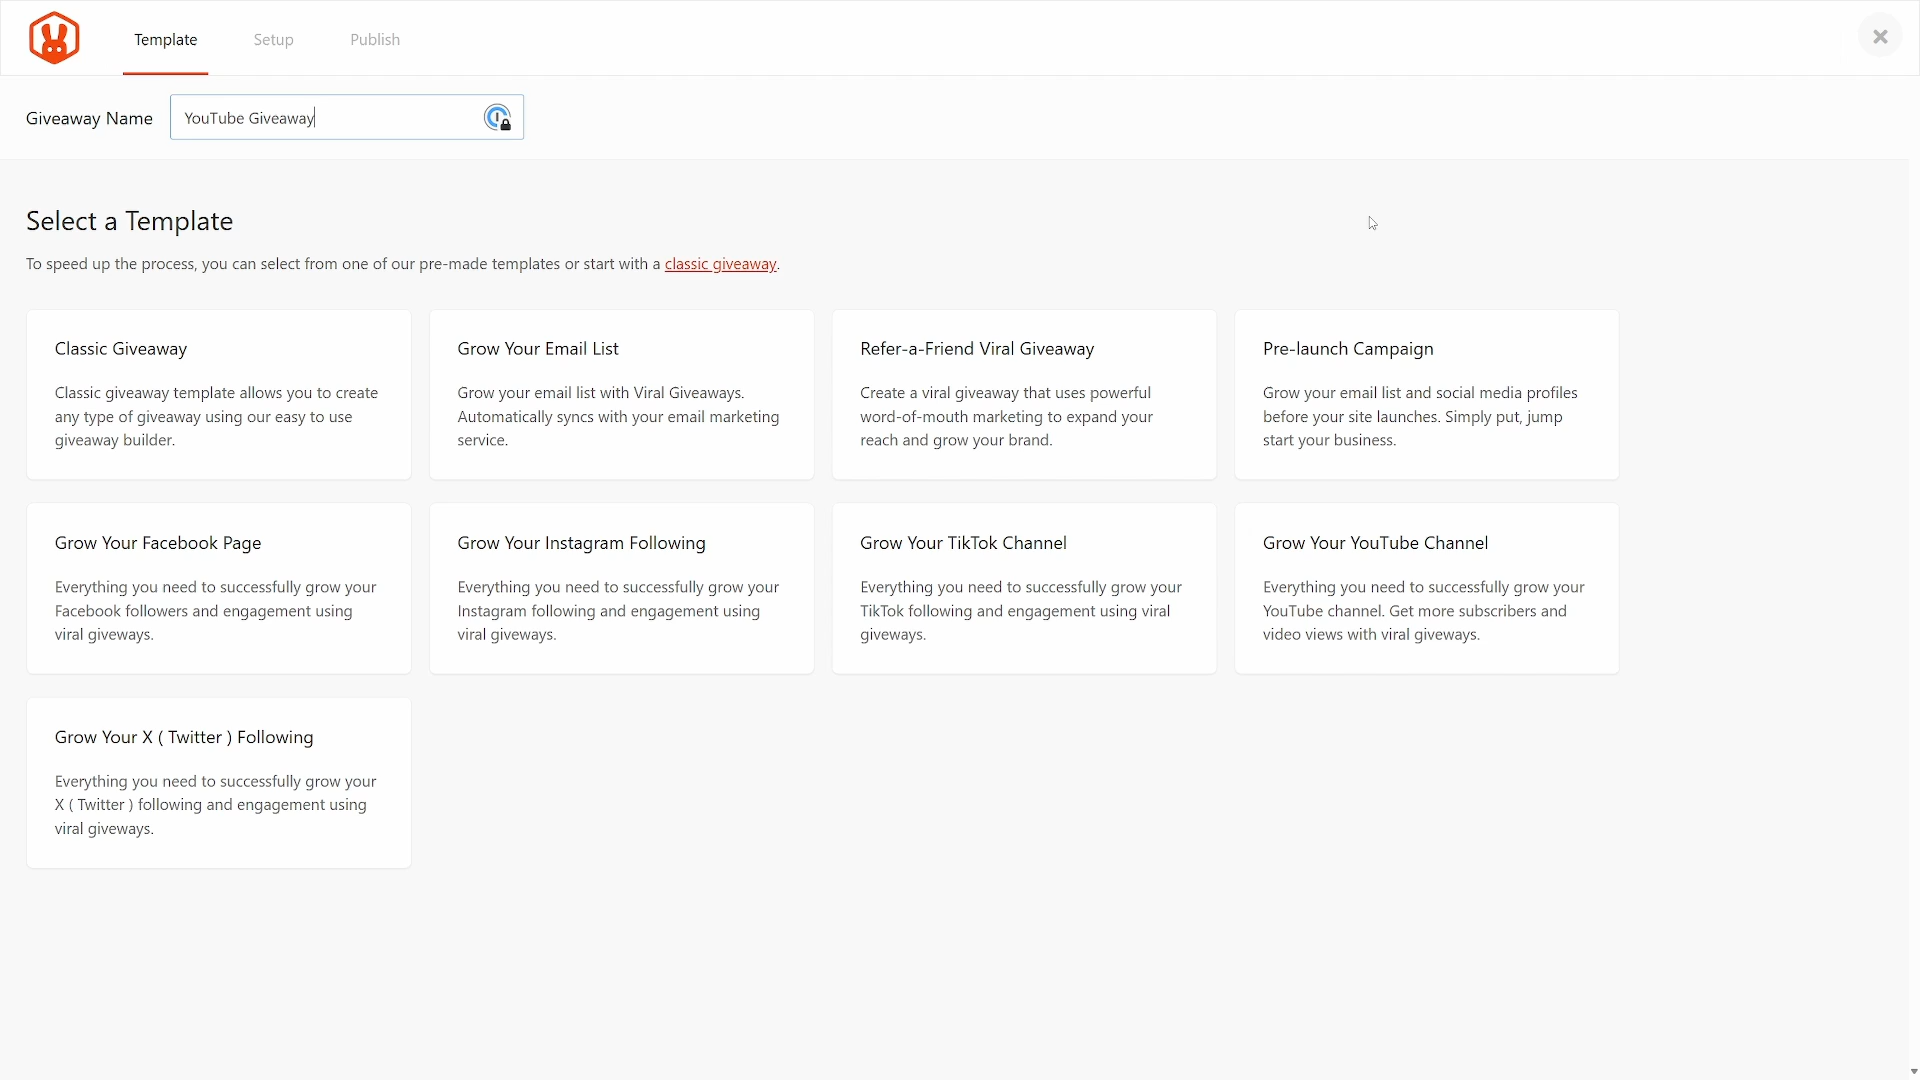 Template
Setup
Publish
Giveaway Name
YouTube Giveaway
Select a Template
To speed up the process, you can select from one of our pre-made templates or start with a classic giveaway.
Classic Giveaway
Classic giveaway template allows you to create
any type of giveaway using our easy to use
giveaway builder.
Grow Your Email List
Grow your email list with Viral Giveaways.
Automatically syncs with your email marketing
service.
Refer-a-Friend Viral Giveaway
Create a viral giveaway that uses powerful
word-of-mouth marketing to expand your
reach and grow your brand.
Pre-launch Campaign
Grow your email list and social media profiles
before your site launches. Simply put, jump
start your business.
Grow Your Facebook Page
Everything you need to successfully grow your
Facebook followers and engagement using
viral giveways.
Grow Your Instagram Following
Everything you need to successfully grow your
Instagram following and engagement using
viral giveways.
Grow Your TikTok Channel
Everything you need to successfully grow your
TikTok following and engagement using viral
giveways.
Grow Your YouTube Channel
Everything you need to successfully grow your
YouTube channel. Get more subscribers and
video views with viral giveways.
Grow Your X ( Twitter ) Following
Everything you need to successfully grow your
X ( Twitter ) following and engagement using
viral giveways.